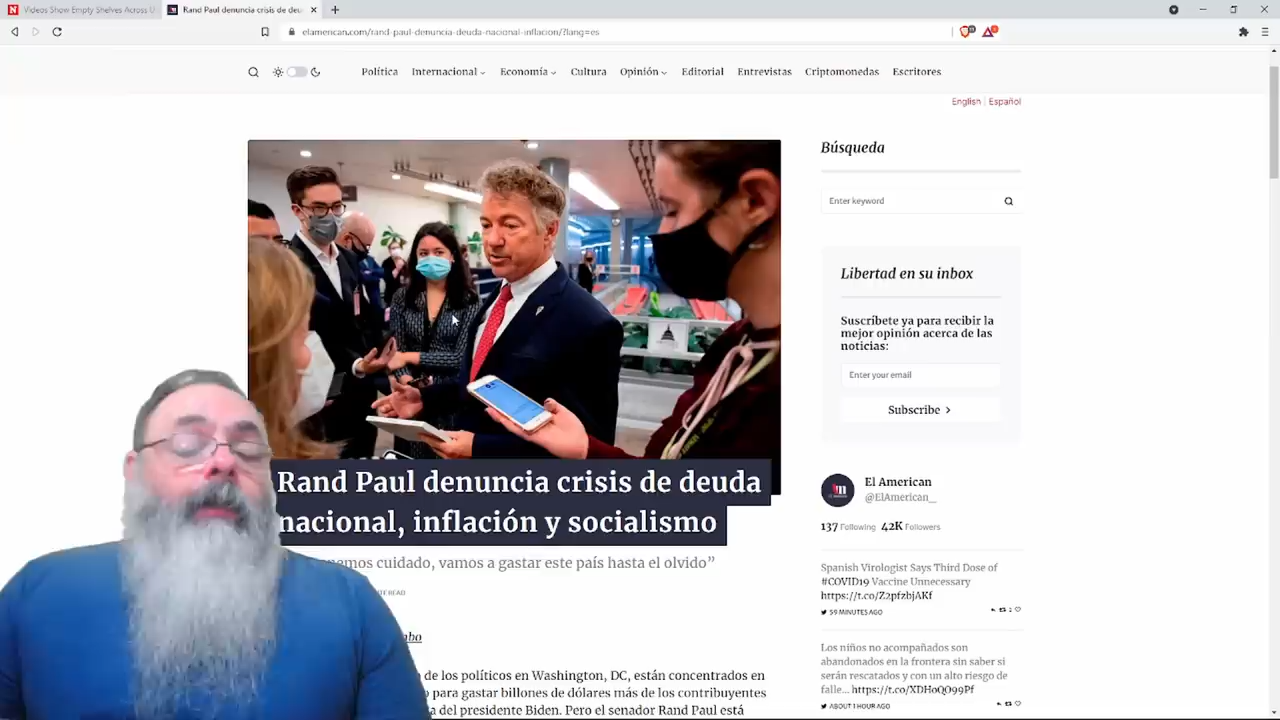 Videos Show Empty Shelves Across U
Rand Paul denuncia crisis de deu
elamerican.com/rand-paul-denuncia-deuda-nacional-inflacion/?lang=es
Política Internacional Economía Cultura Opinión Editorial Entrevistas Criptomonedas Escritores
English | Español
Rand Paul denuncia crisis de deuda
nacional, inflación y socialismo
nemos cuidado, vamos a gastar este país hasta el olvido”
de los políticos en Washington, DC, están concentrados en
para gastar billones de dólares más de los contribuyentes
del presidente Biden. Pero el senador Rand Paul está
Búsqueda
Enter keyword
Libertad en su inbox
Suscríbete ya para recibir la
mejor opinión acerca de las
noticias:
Enter your email
Subscribe >
El American
@ElAmerican_
137 Following 42K Followers
Spanish Virologist Says Third Dose of
#COVID19 Vaccine Unnecessary
https://t.co/Z2pfzbjAKf
59 MINUTES AGO
Los niños no acompañados son
abandonados en la frontera sin saber si
serán rescatados y con un alto riesgo de
falle... https://t.co/XDHoQO99Pf
ABOUT 1 HOUR AGO